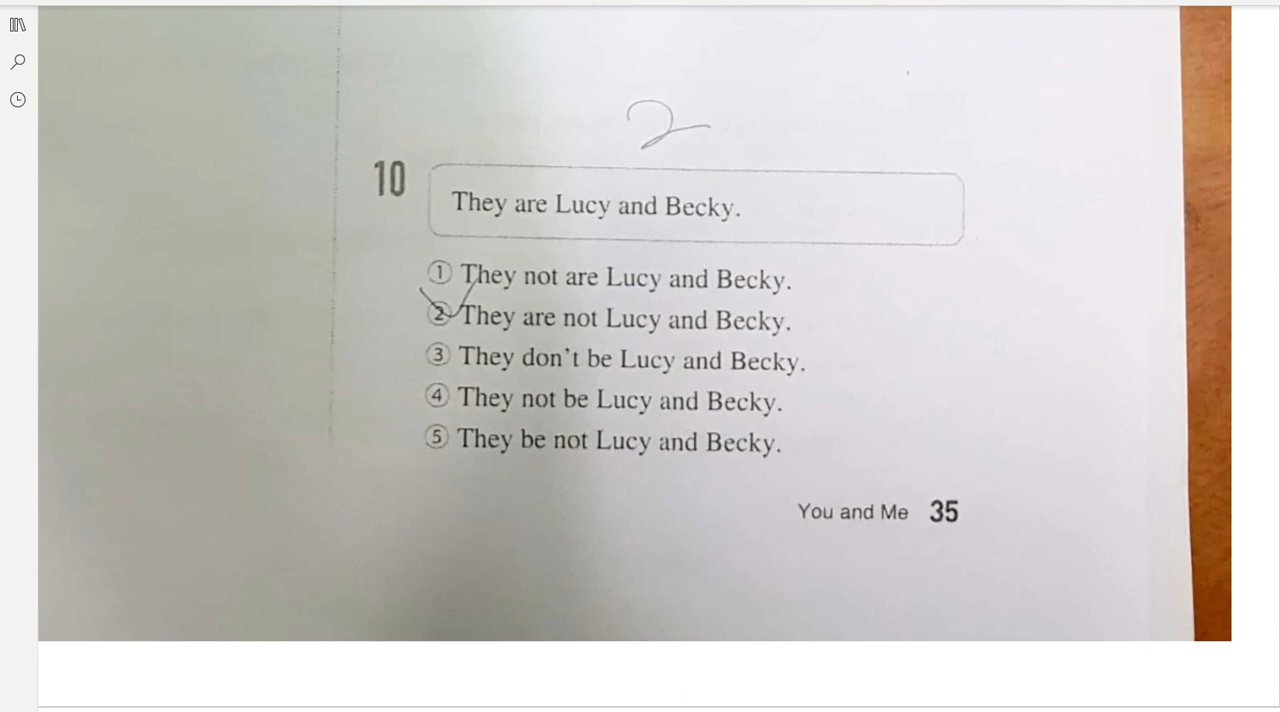 2
10
They are Lucy and Becky.
① They not are Lucy and Becky.
② They are not Lucy and Becky.
③ They don't be Lucy and Becky.
④ They not be Lucy and Becky.
⑤ They be not Lucy and Becky.
You and Me 35